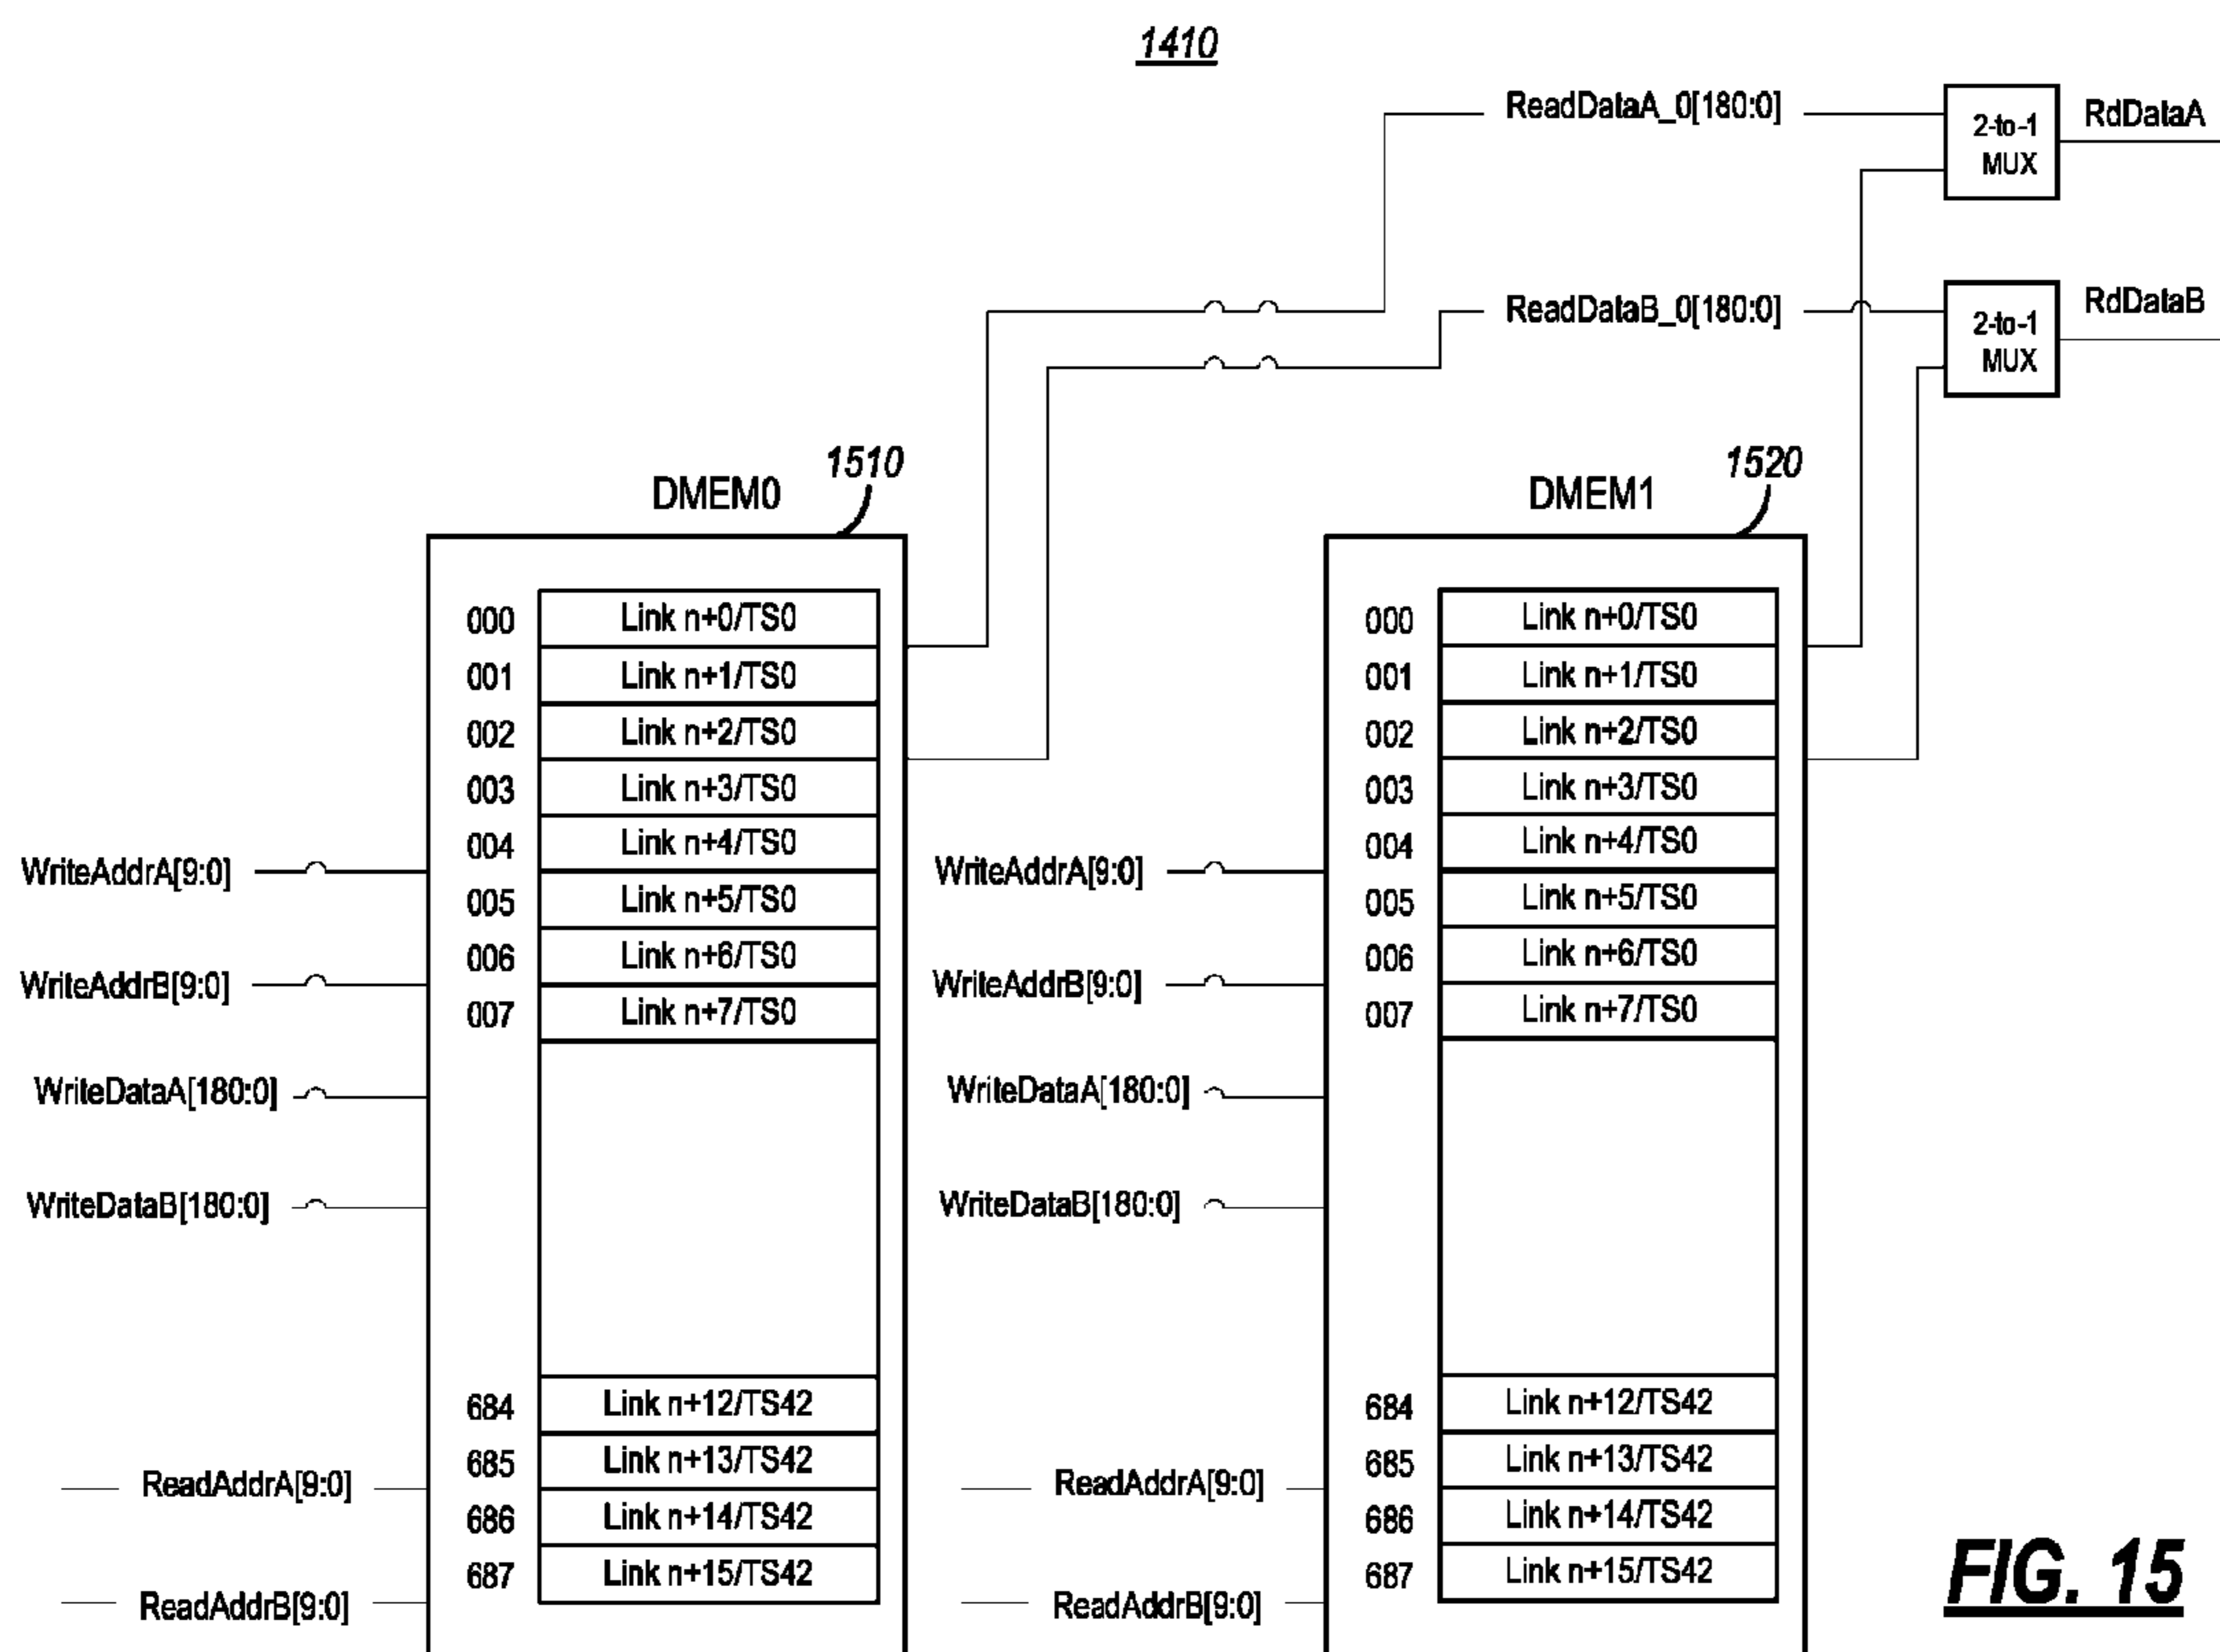 1410
ReadDataA_0[180:0]
2-to-1
MUX
RdDataA
ReadDataB_0[180:0]
2-to-1
MUX
RdDataB
DMEM0
1510
000 Link n+0/TS0
001 Link n+1/TS0
002 Link n+2/TS0
003 Link n+3/TS0
004 Link n+4/TS0
005 Link n+5/TS0
006 Link n+6/TS0
007 Link n+7/TS0
684 Link n+12/TS42
685 Link n+13/TS42
686 Link n+14/TS42
687 Link n+15/TS42
WriteAddrA[9:0]
WriteAddrB[9:0]
WriteDataA[180:0]
WriteDataB[180:0]
ReadAddrA[9:0]
ReadAddrB[9:0]
DMEM1
1520
000 Link n+0/TS0
001 Link n+1/TS0
002 Link n+2/TS0
003 Link n+3/TS0
004 Link n+4/TS0
005 Link n+5/TS0
006 Link n+6/TS0
007 Link n+7/TS0
684 Link n+12/TS42
685 Link n+13/TS42
686 Link n+14/TS42
687 Link n+15/TS42
WriteAddrA[9:0]
WriteAddrB[9:0]
WriteDataA[180:0]
WriteDataB[180:0]
ReadAddrA[9:0]
ReadAddrB[9:0]
FIG. 15